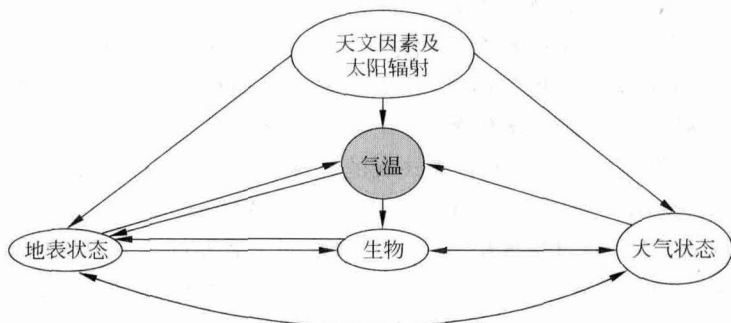 天文因素及
太阳辐射
气温
地表状态
生物
大气状态